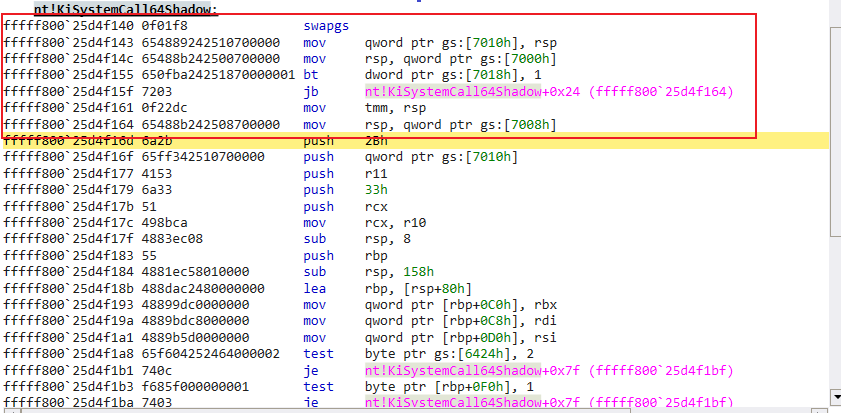 nt!KiSystemCall64Shadow:
fffff800`25d4f140 0f01f8 swapgs
fffff800`25d4f143 654889242510700000 mov qword ptr gs:[7010h], rsp
fffff800`25d4f14c 65488b242500700000 mov rsp, qword ptr gs:[7000h]
fffff800`25d4f155 650fba24251870000001 bt dword ptr gs:[7018h], 1
fffff800`25d4f15f 7203 jb nt!KiSystemCall64Shadow+0x24 (fffff800`25d4f164)
fffff800`25d4f161 0f22dc mov tmm, rsp
fffff800`25d4f164 65488b242508700000 mov rsp, qword ptr gs:[7008h]
fffff800`25d4f16d 6a2b push 2Bh
fffff800`25d4f16f 65ff342510700000 push qword ptr gs:[7010h]
fffff800`25d4f177 4153 push r11
fffff800`25d4f179 6a33 push 33h
fffff800`25d4f17b 51 push rcx
fffff800`25d4f17c 498bca mov rcx, r10
fffff800`25d4f17f 4883ec08 sub rsp, 8
fffff800`25d4f183 55 push rbp
fffff800`25d4f184 4881ec58010000 sub rsp, 158h
fffff800`25d4f18b 488dac2480000000 lea rbp, [rsp+80h]
fffff800`25d4f193 48899dc0000000 mov qword ptr [rbp+0C0h], rbx
fffff800`25d4f19a 4889bdc8000000 mov qword ptr [rbp+0C8h], rdi
fffff800`25d4f1a1 4889b5d0000000 mov qword ptr [rbp+0D0h], rsi
fffff800`25d4f1a8 65f604252464000002 test byte ptr gs:[6424h], 2
fffff800`25d4f1b1 740c je nt!KiSystemCall64Shadow+0x7f (fffff800`25d4f1bf)
fffff800`25d4f1b3 f685f000000001 test byte ptr [rbp+0F0h], 1
fffff800`25d4f1ba 7403 je nt!KiSystemCall64Shadow+0x7f (fffff800`25d4f1bf)